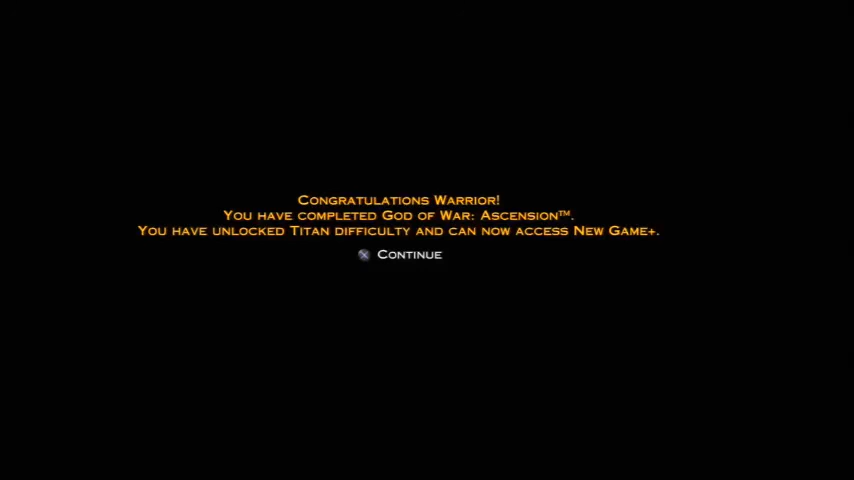 Congratulations Warrior!
You have completed God of War: Ascension™.
You have unlocked Titan difficulty and can now access New Game+.
Continue